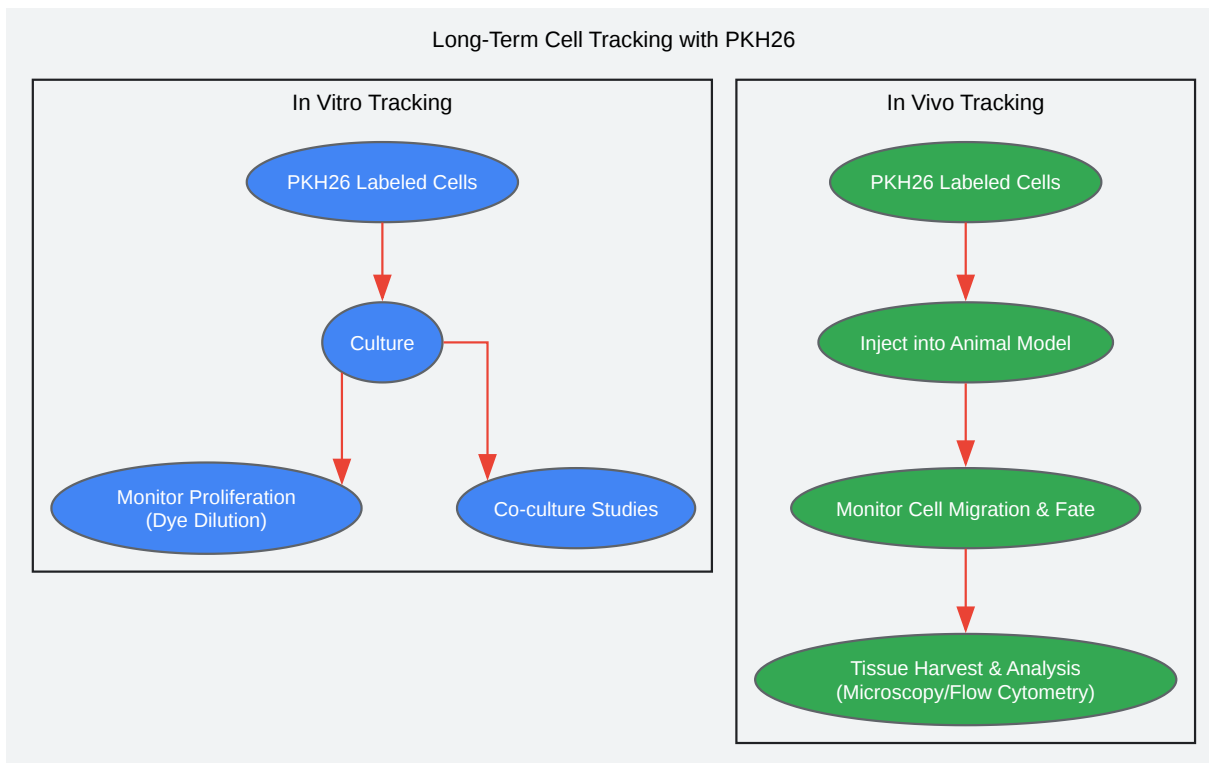 Long-Term Cell Tracking with PKH26
In Vitro Tracking
PKH26 Labeled Cells
Culture
Monitor Proliferation
(Dye Dilution)
Co-culture Studies
In Vivo Tracking
PKH26 Labeled Cells
Inject into Animal Model
Monitor Cell Migration & Fate
Tissue Harvest & Analysis
(Microscopy/Flow Cytometry)